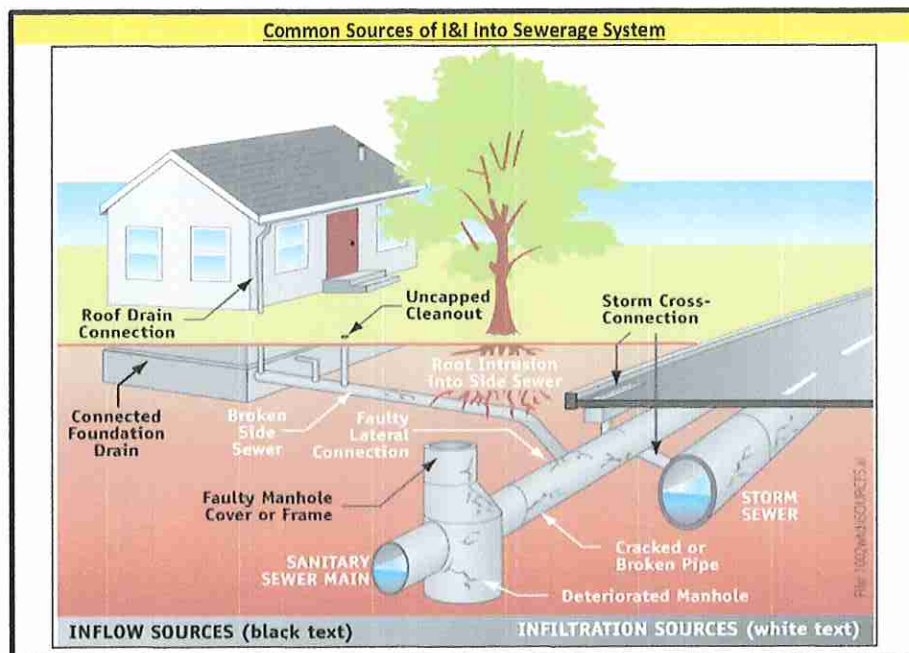 Common Sources of I&I Into Sewerage System
Roof Drain
Connection
Uncapped
Cleanout
Storm Cross-
Connection
Root Intrusion
into Side Sewer
Connected
Foundation
Drain
Broken
Side
Sewer
Faulty
Lateral
Connection
Faulty Manhole
Cover or Frame
STORM
SEWER
SANITARY
SEWER MAIN
Cracked or
Broken Pipe
Deteriorated Manhole
INFLOW SOURCES (black text)
INFILTRATION SOURCES (white text)